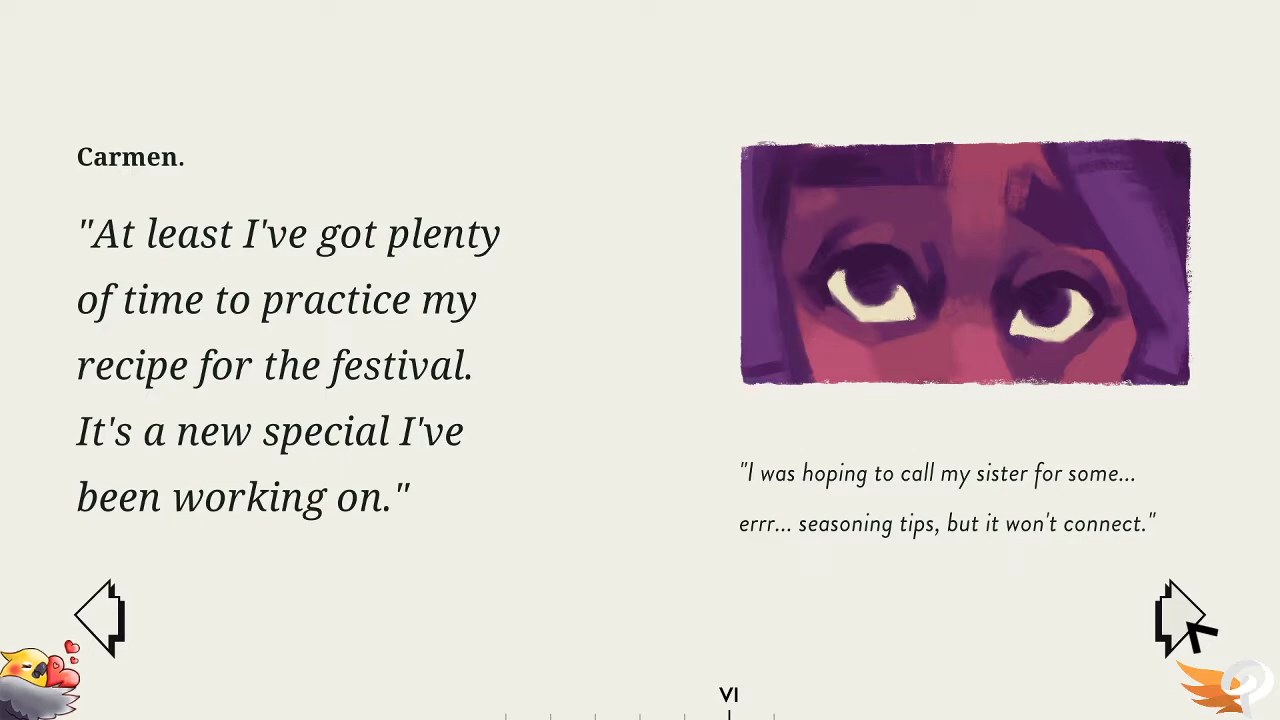 Carmen.
"At least I've got plenty
of time to practice my
recipe for the festival.
It's a new special I've
been working on."
"I was hoping to call my sister for some...
errr... seasoning tips, but it won't connect."
VI